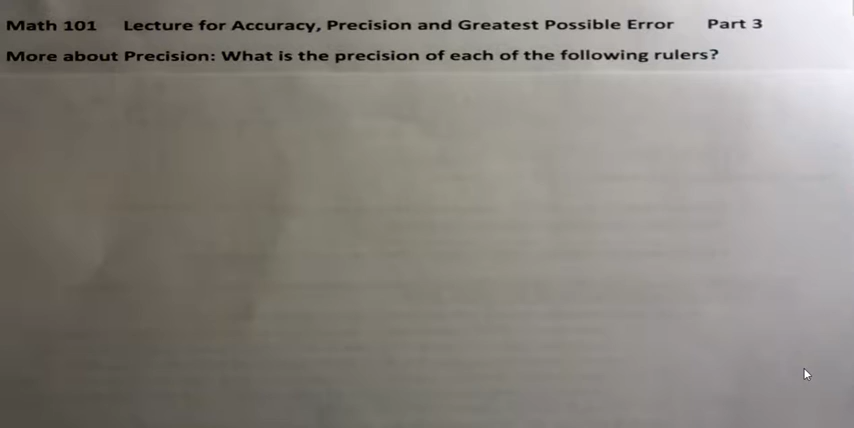 Math 101 Lecture for Accuracy, Precision and Greatest Possible Error Part 3
More about Precision: What is the precision of each of the following rulers?